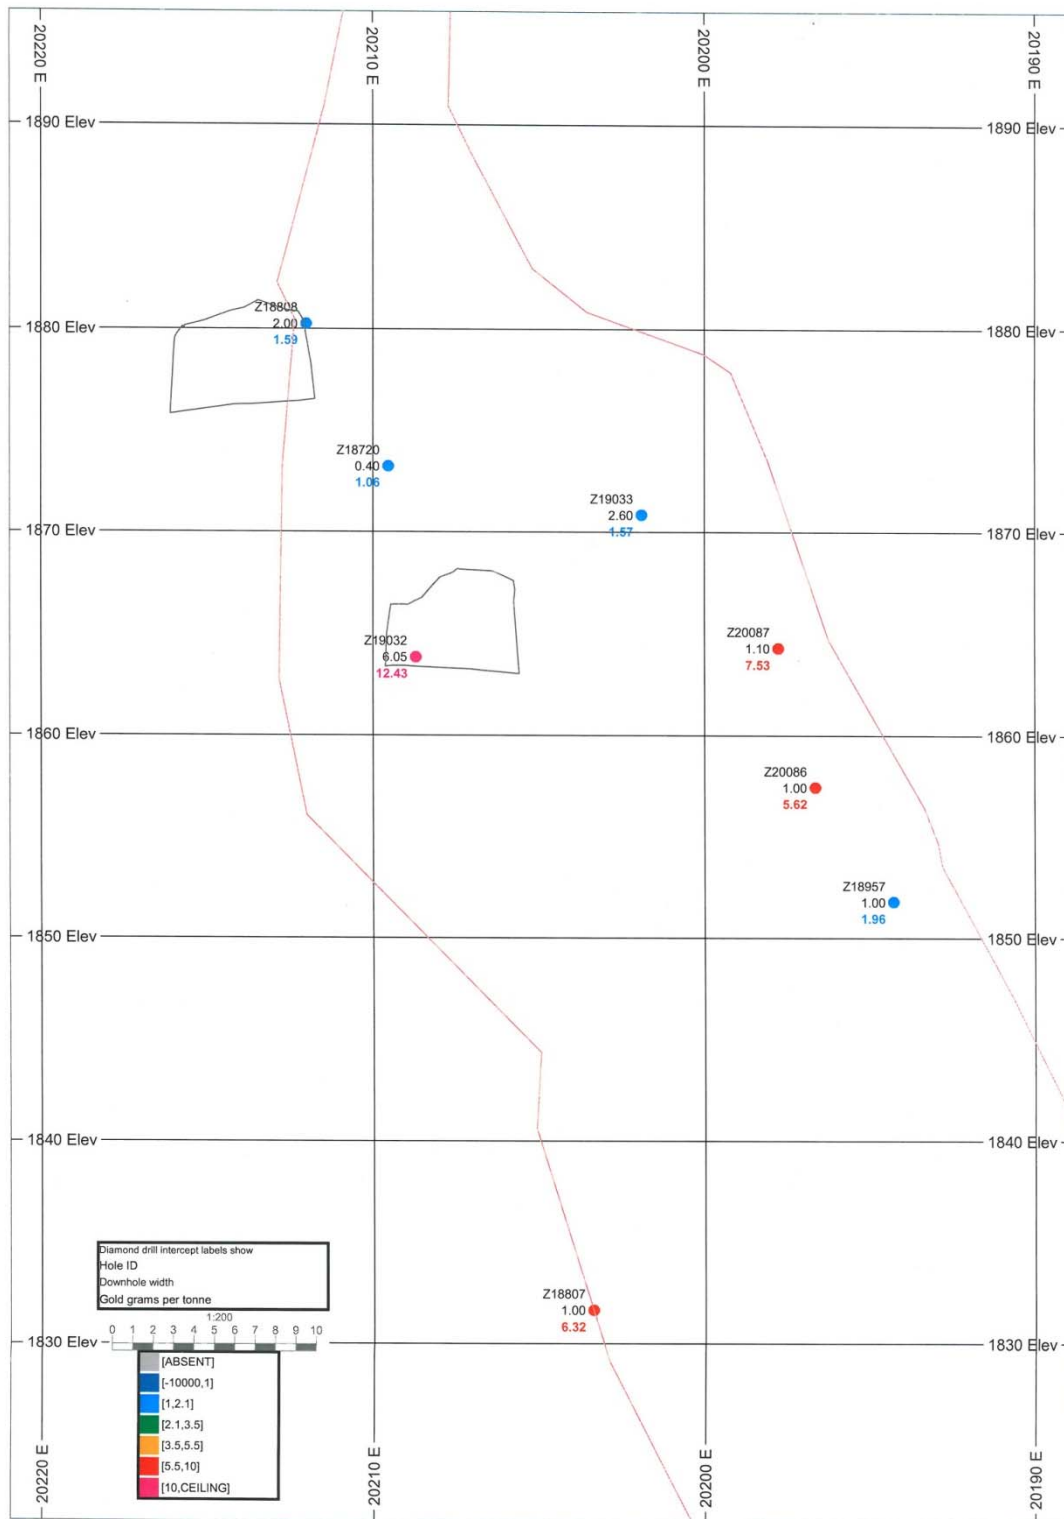 20220 E
20210 E
20200 E
20190 E
1890 Elev
1890 Elev
Z18808
2.00
1.59
1880 Elev
1880 Elev
Z18720
0.40
1.06
Z19033
2.60
1.57
1870 Elev
1870 Elev
Z19032
6.05
12.43
Z20087
1.10
7.53
1860 Elev
1860 Elev
Z20086
1.00
5.62
Z18957
1.00
1.96
1850 Elev
1850 Elev
1840 Elev
1840 Elev
Z18807
1.00
6.32
1830 Elev
1830 Elev
Diamond drill intercept labels show
Hole ID
Downhole width
Gold grams per tonne
1:200
0 1 2 3 4 5 6 7 8 9 10
[ABSENT]
[-10000,1]
[1,2.1]
[2.1,3.5]
[3.5,5.5]
[5.5,10]
[10,CEILING]
20220 E
20210 E
20200 E
20190 E